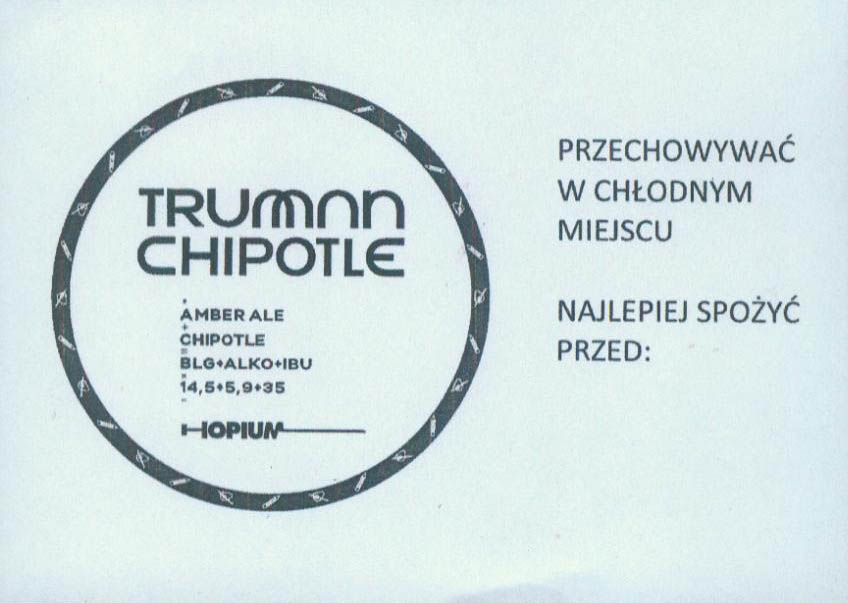 TRUMANN
CHIPOTLE
AMBER ALE
+
CHIPOTLE
=
BLG+ALKO+IBU
14,5+5,9+35
HOPIUM
PRZECHOWYWAĆ
W CHŁODNYM
MIEJSCU
NAJLEPIEJ SPOŻYĆ
PRZED: